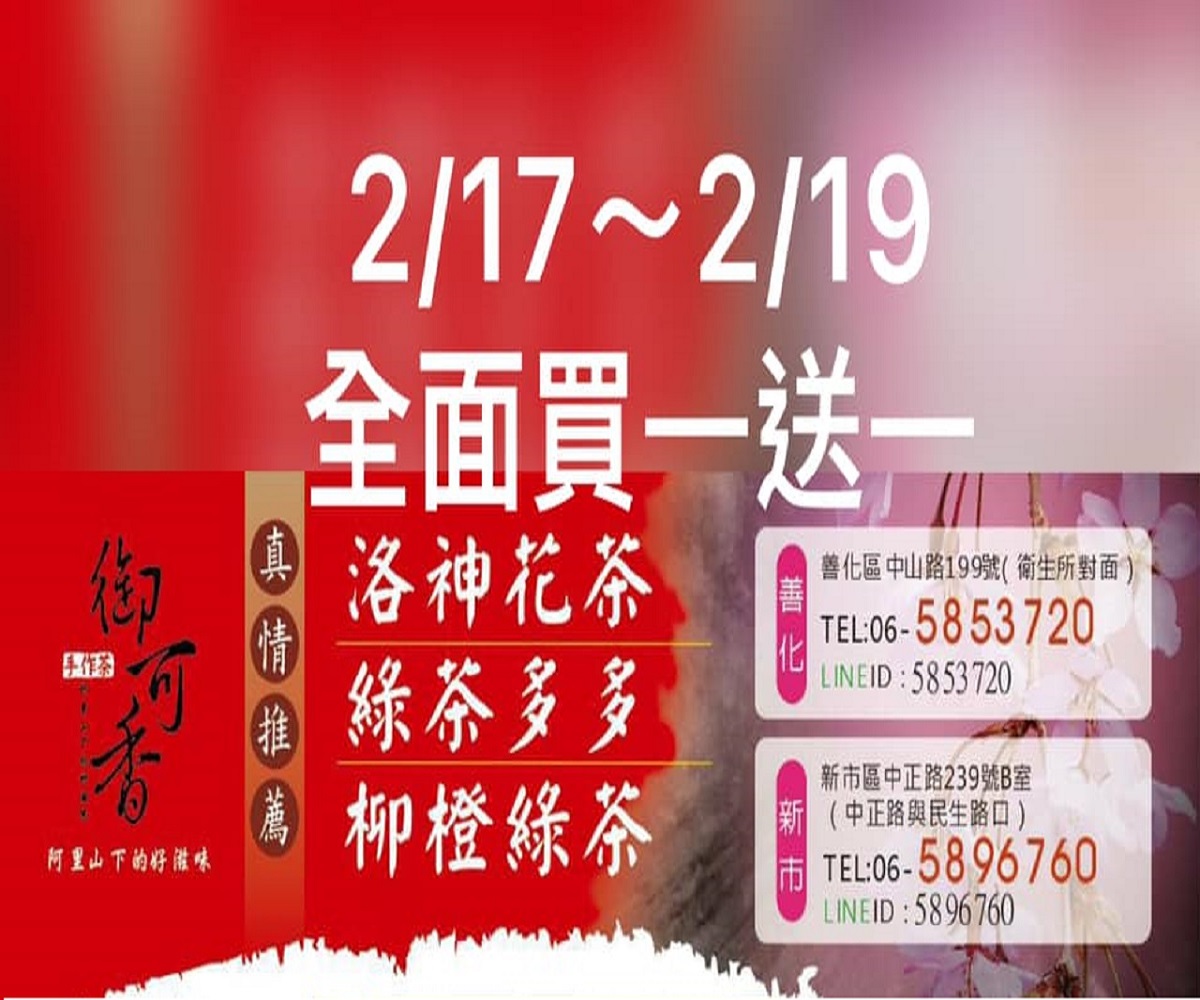 2/17～2/19
全面買一送一
御可香
手作茶
阿里山下的好滋味
真情推薦
洛神花茶
綠茶多多
柳橙綠茶
善化
善化區中山路199號( 衛生所對面 )
TEL:06-5853720
LINEID : 5853720
新市
新市區中正路239號B室
( 中正路與民生路口 )
TEL:06-5896760
LINEID : 5896760